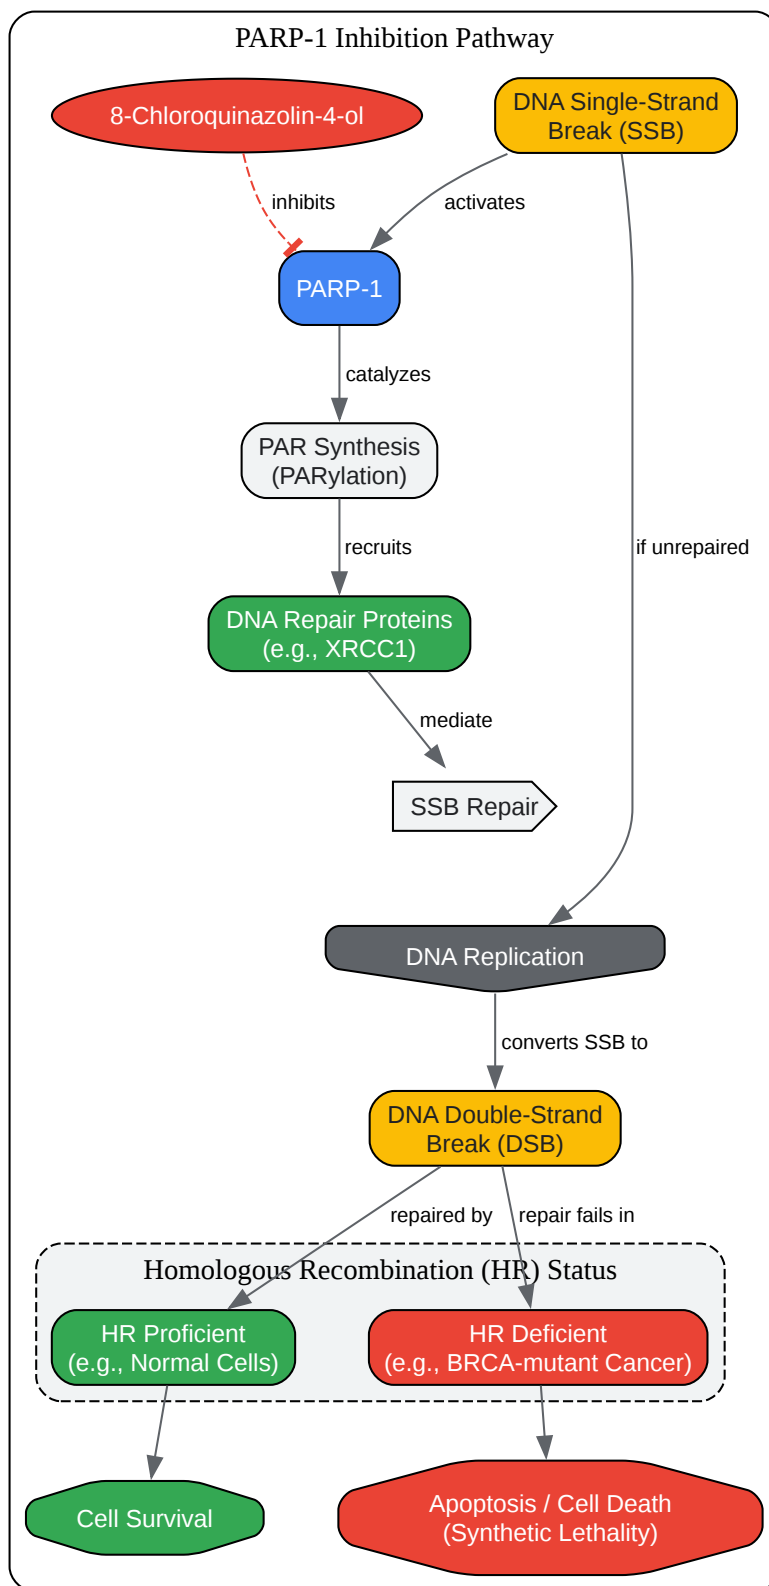 PARP-1 Inhibition Pathway
8-Chloroquinazolin-4-ol
DNA Single-Strand
Break (SSB)
inhibits
activates
PARP-1
catalyzes
PAR Synthesis
(PARylation)
recruits
if unrepaired
DNA Repair Proteins
(e.g., XRCC1)
mediate
SSB Repair
DNA Replication
converts SSB to
DNA Double-Strand
Break (DSB)
repaired by
repair fails in
Homologous Recombination (HR) Status
HR Proficient
(e.g., Normal Cells)
HR Deficient
(e.g., BRCA-mutant Cancer)
Cell Survival
Apoptosis / Cell Death
(Synthetic Lethality)